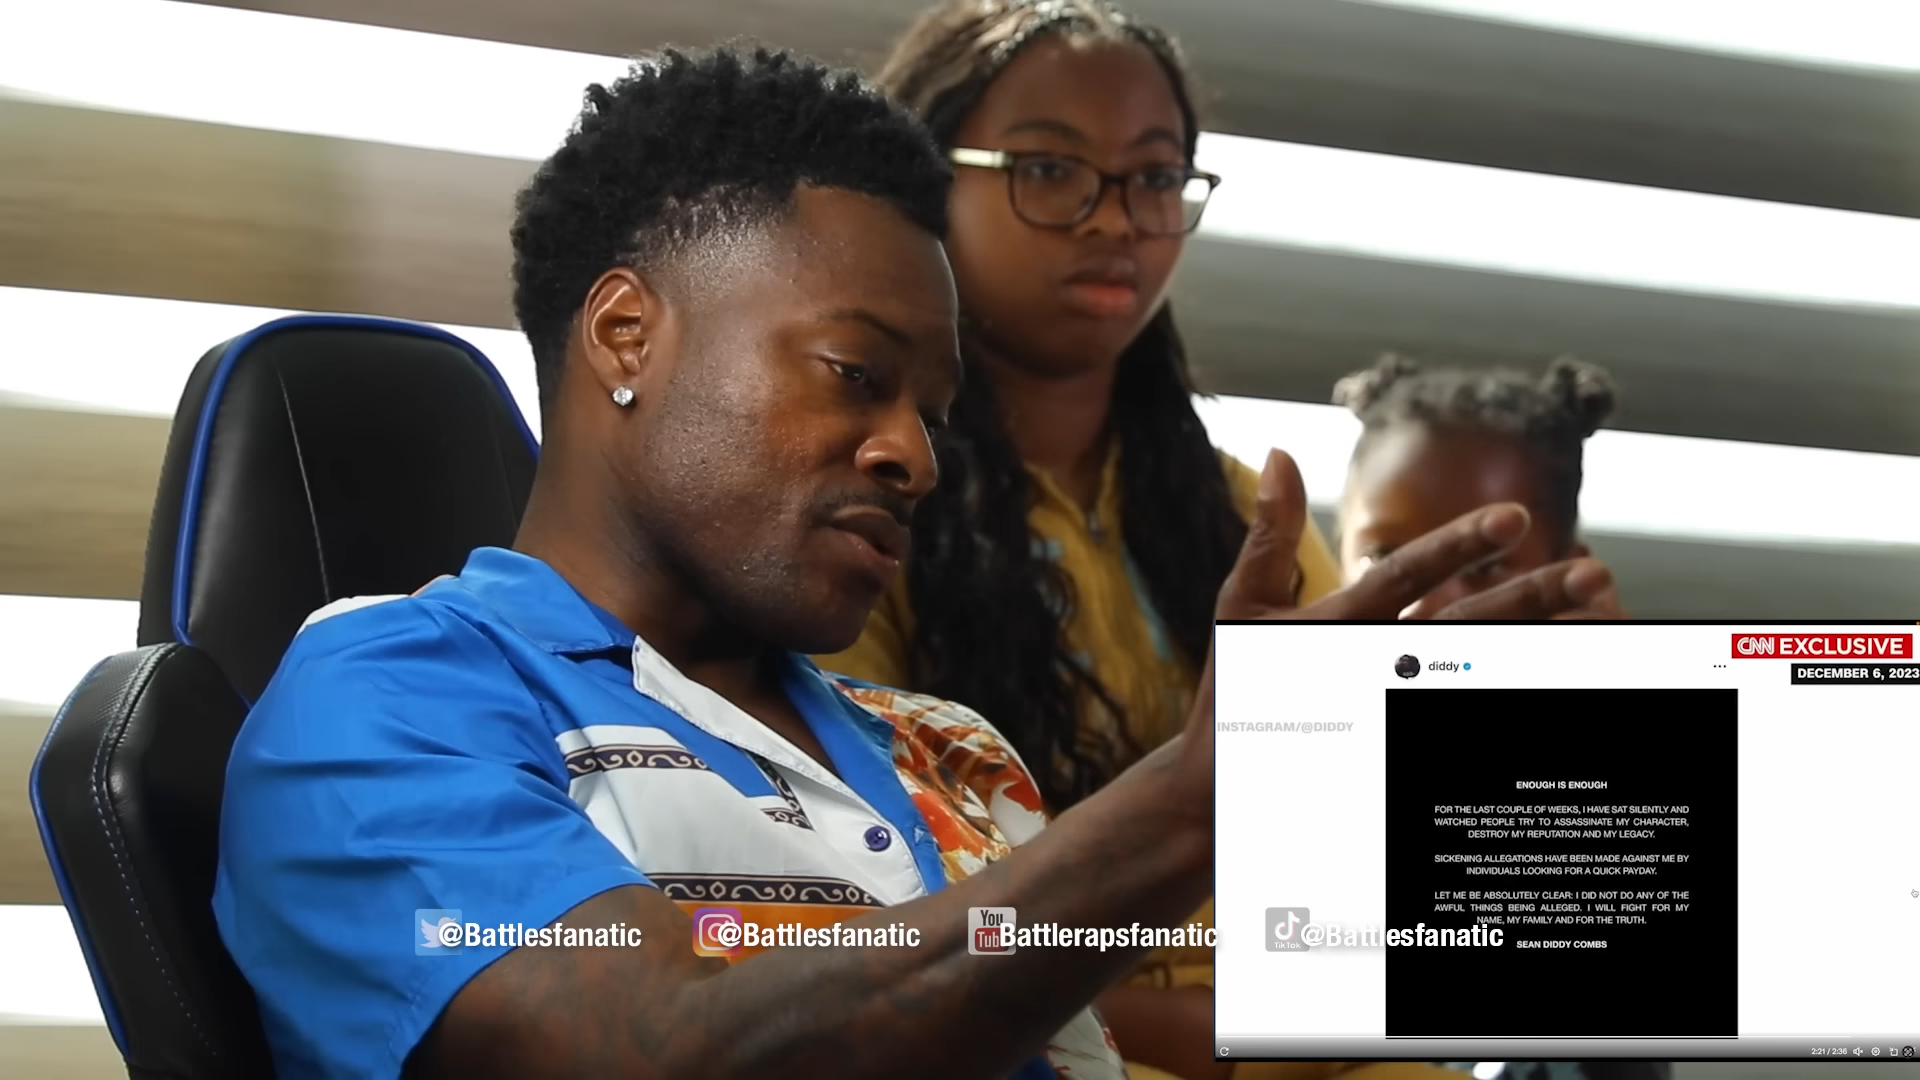 CNN EXCLUSIVE
diddy
...
DECEMBER 6, 2023
INSTAGRAM/@DIDDY
ENOUGH IS ENOUGH
FOR THE LAST COUPLE OF WEEKS, I HAVE SAT SILENTLY AND
WATCHED PEOPLE TRY TO ASSASSINATE MY CHARACTER,
DESTROY MY REPUTATION AND MY LEGACY.
SICKENING ALLEGATIONS HAVE BEEN MADE AGAINST ME BY
INDIVIDUALS LOOKING FOR A QUICK PAYDAY.
LET ME BE ABSOLUTELY CLEAR: I DID NOT DO ANY OF THE
AWFUL THINGS BEING ALLEGED. I WILL FIGHT FOR MY
NAME, MY FAMILY AND FOR THE TRUTH.
SEAN DIDDY COMBS
@Battlesfanatic
@Battlesfanatic
You
Tube
Battlerapsfanatic
TikTok
@Battlesfanatic
2:21 / 2:36